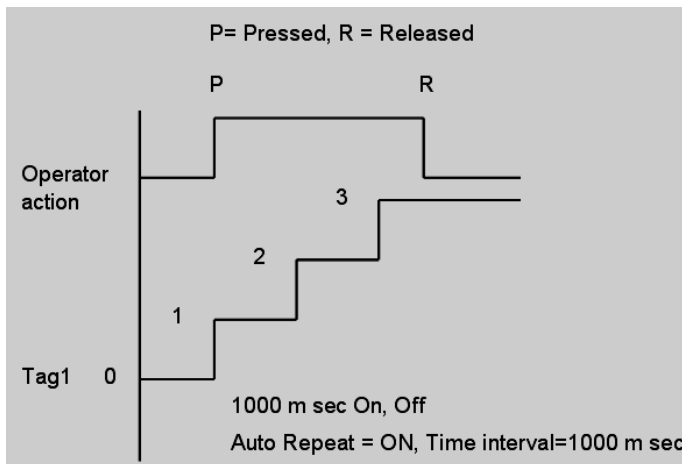 P= Pressed, R = Released
P
R
Operator
action
3
2
1
Tag1 0
1000 m sec On, Off
Auto Repeat = ON, Time interval=1000 m sec